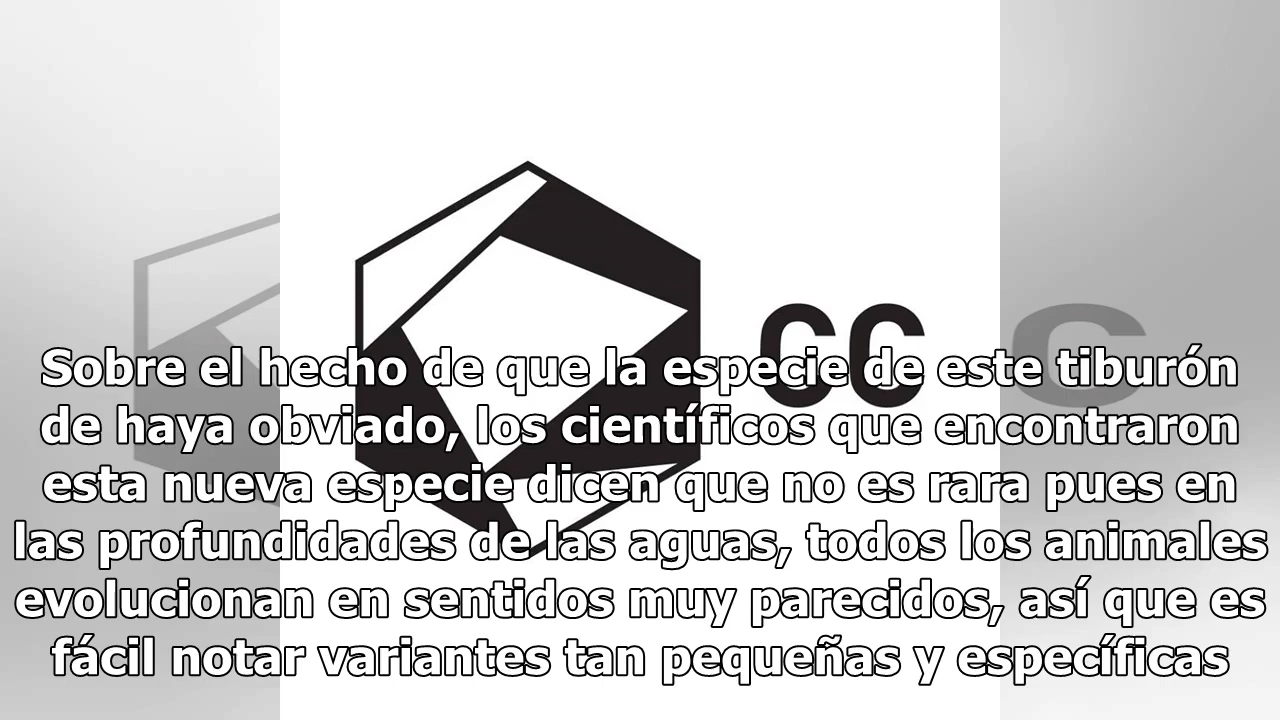 CC
C
Sobre el hecho de que la especie de este tiburón
de haya obviado, los científicos que encontraron
esta nueva especie dicen que no es rara pues en
las profundidades de las aguas, todos los animales
evolucionan en sentidos muy parecidos, así que es
fácil notar variantes tan pequeñas y específicas